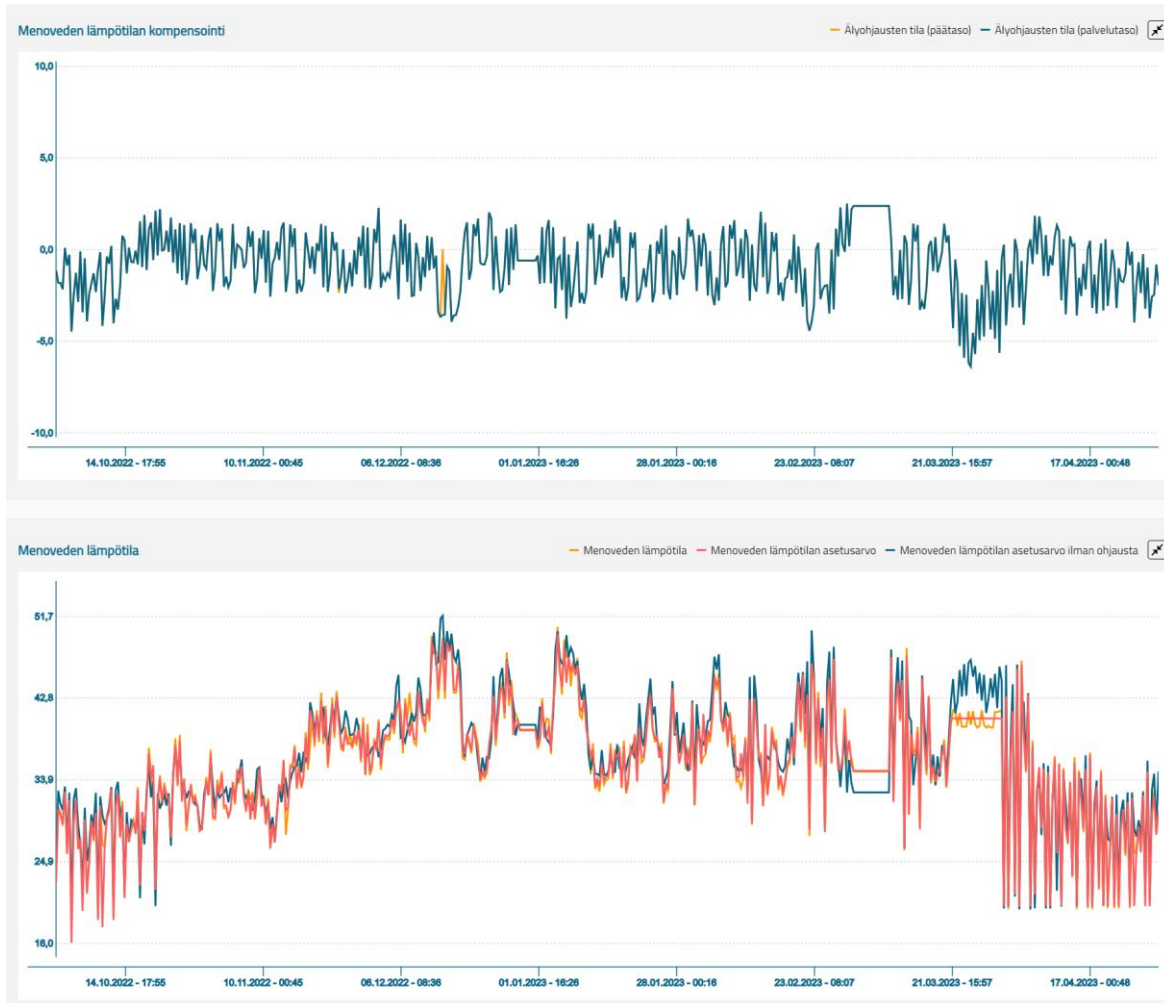 Menoveden lämpötilan kompensointi
Älyohjausten tila (päätaso) Älyohjausten tila (palvelutaso)
10,0
5,0
0,0
-5,0
-10,0
14.10.2022 - 17:55 10.11.2022 - 00:45 06.12.2022 - 08:36 01.01.2023 - 16:26 28.01.2023 - 00:16 23.02.2023 - 08:07 21.03.2023 - 15:57 17.04.2023 - 00:48
Menoveden lämpötila
Menoveden lämpötila Menoveden lämpötilan asetusarvo Menoveden lämpötilan asetusarvo ilman ohjausta
51,7
42,8
33,9
24,9
16,0
14.10.2022 - 17:55 10.11.2022 - 00:45 06.12.2022 - 08:36 01.01.2023 - 16:26 28.01.2023 - 00:16 23.02.2023 - 08:07 21.03.2023 - 15:57 17.04.2023 - 00:48